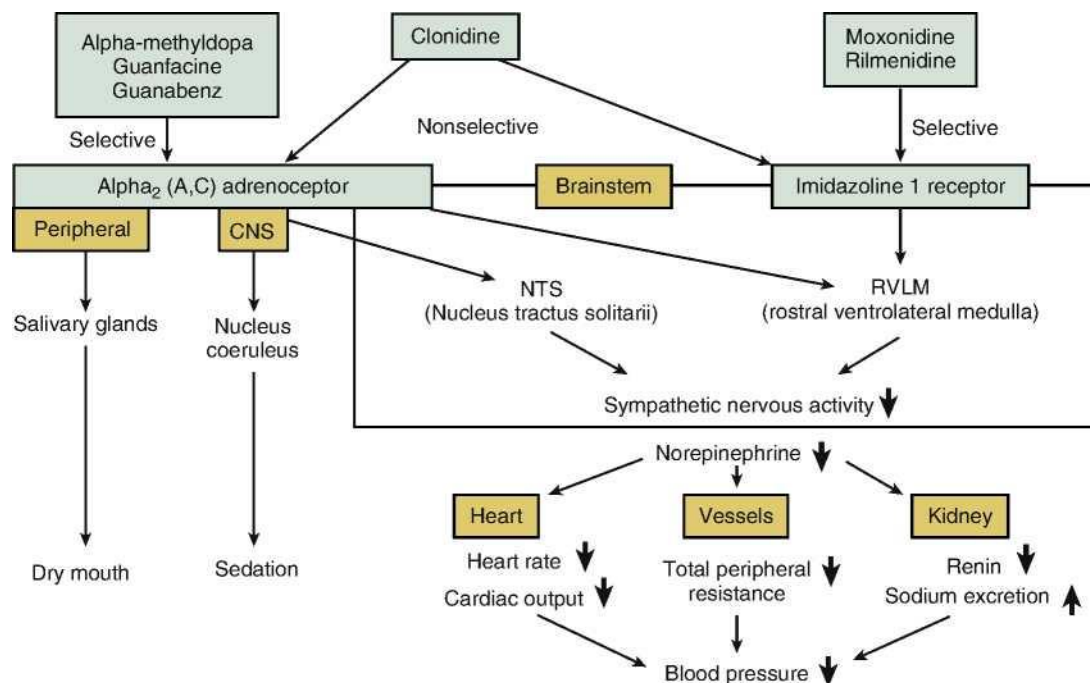 Alpha-methyldopa
Guanfacine
Guanabenz
Clonidine
Moxonidine
Rilmenidine
Selective
Nonselective
Selective
Alpha₂ (A,C) adrenoceptor
Brainstem
Imidazoline 1 receptor
Peripheral
CNS
NTS
(Nucleus tractus solitarii)
RVLM
(rostral ventrolateral medulla)
Salivary glands
Nucleus
coeruleus
Sympathetic nervous activity
Norepinephrine
Heart
Vessels
Kidney
Dry mouth
Sedation
Heart rate
Cardiac output
Total peripheral
resistance
Renin
Sodium excretion
Blood pressure